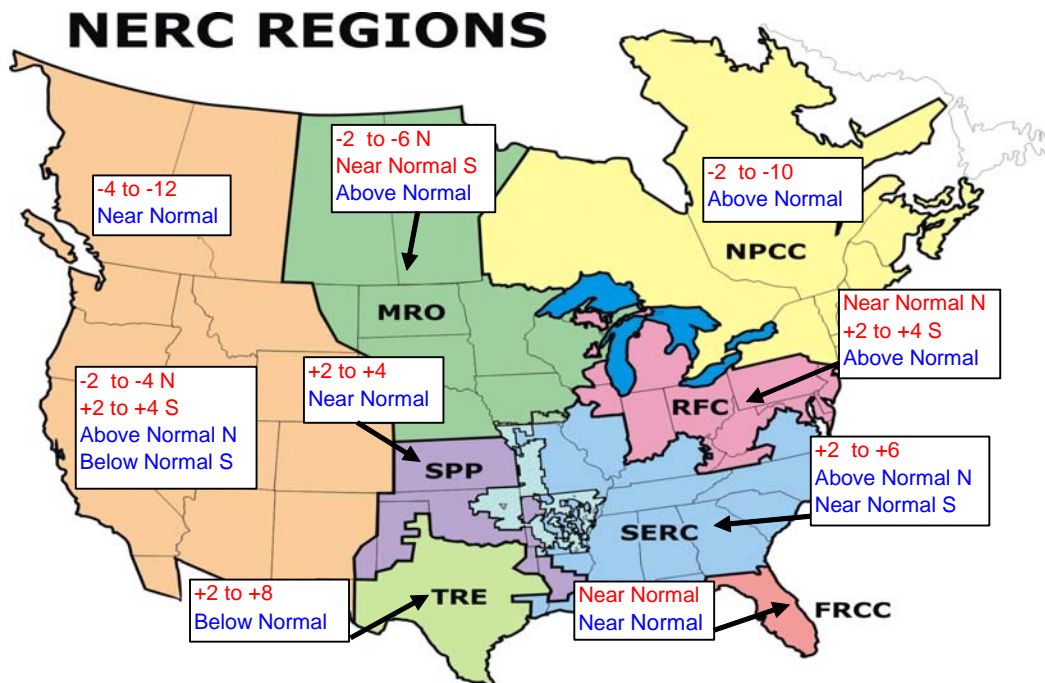 NERC REGIONS
-2 to -6 N
Near Normal S
Above Normal
-4 to -12
Near Normal
-2 to -10
Above Normal
NPCC
MRO
Near Normal N
+2 to +4 S
Above Normal
-2 to -4 N
+2 to +4 S
Above Normal N
Below Normal S
+2 to +4
Near Normal
RFC
SPP
+2 to +6
Above Normal N
Near Normal S
SERC
+2 to +8
Below Normal
TRE
Near Normal
Near Normal
FRCC